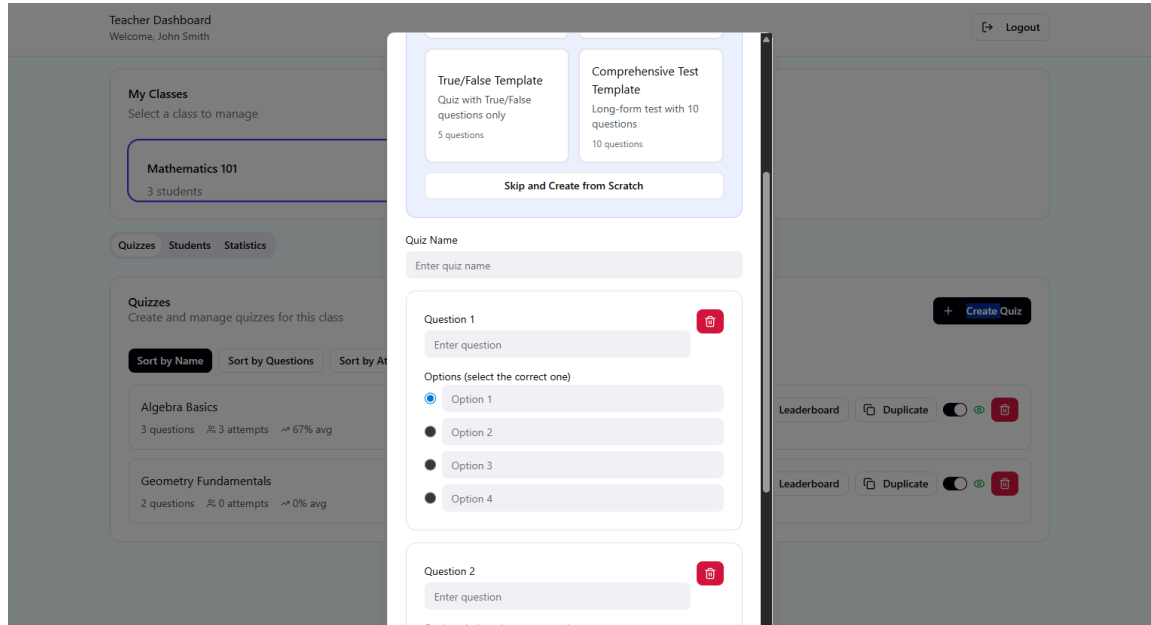 Teacher Dashboard
Welcome, John Smith
Logout
My Classes
Select a class to manage
Mathematics 101
3 students
Quizzes Students Statistics
Quizzes
Create and manage quizzes for this class
+ Create Quiz
Sort by Name Sort by Questions Sort by At
Algebra Basics
3 questions 3 attempts 67% avg
Leaderboard Duplicate
Geometry Fundamentals
2 questions 0 attempts 0% avg
Leaderboard Duplicate
True/False Template
Quiz with True/False
questions only
5 questions
Comprehensive Test
Template
Long-form test with 10
questions
10 questions
Skip and Create from Scratch
Quiz Name
Enter quiz name
Question 1
Enter question
Options (select the correct one)
Option 1
Option 2
Option 3
Option 4
Question 2
Enter question